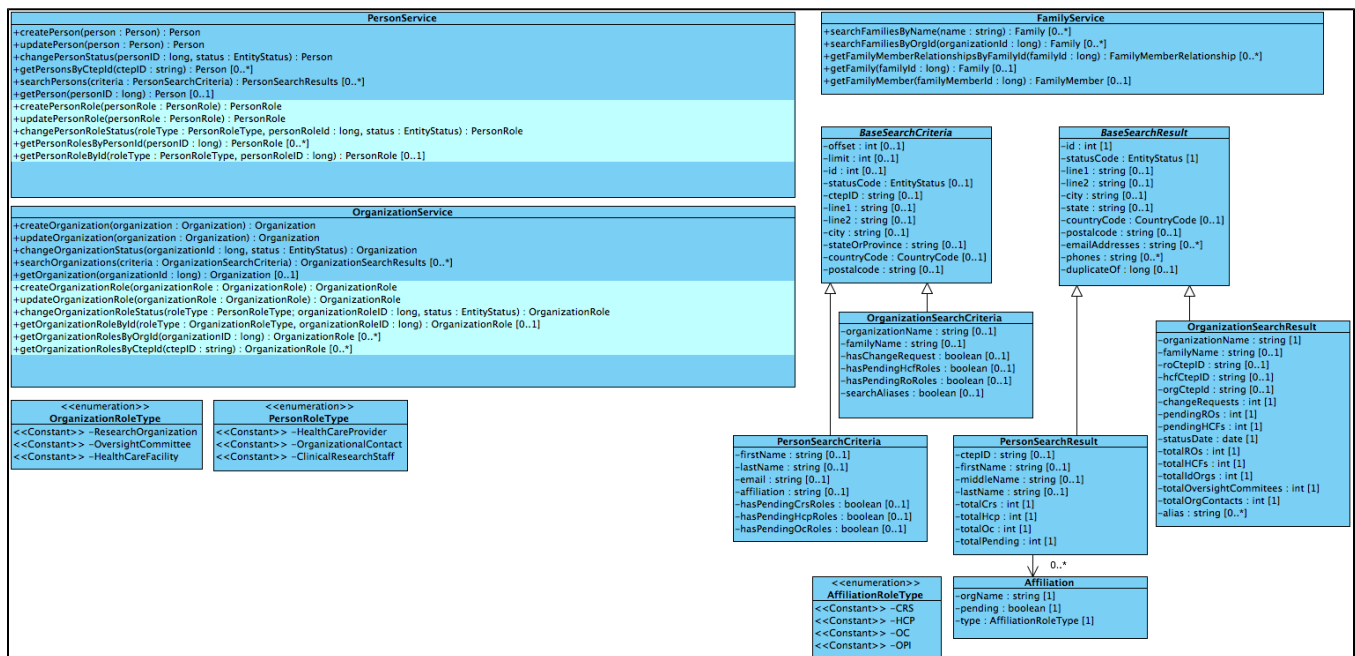 PersonService
+createPerson(person : Person) : Person
+updatePerson(person : Person) : Person
+changePersonStatus(personID : long, status : EntityStatus) : Person
+getPersonsByCtepId(ctepID : string) : Person [0..*]
+searchPersons(criteria : PersonSearchCriteria) : PersonSearchResults [0..*]
+getPerson(personID : long) : Person [0..1]
+createPersonRole(personRole : PersonRole) : PersonRole
+updatePersonRole(personRole : PersonRole) : PersonRole
+changePersonRoleStatus(roleType : PersonRoleType, personRoleId : long, status : EntityStatus) : PersonRole
+getPersonRolesByPersonId(personID : long) : PersonRole [0..*]
+getPersonRoleById(roleType : PersonRoleType, personRoleID : long) : PersonRole [0..1]
FamilyService
+searchFamiliesByName(name : string) : Family [0..*]
+searchFamiliesByOrgId(organizationId : long) : Family [0..*]
+getFamilyMemberRelationshipsByFamilyId(familyId : long) : FamilyMemberRelationship [0..*]
+getFamily(familyId : long) : Family [0..1]
+getFamilyMember(familyMemberId : long) : FamilyMember [0..1]
BaseSearchCriteria
-offset : int [0..1]
-limit : int [0..1]
-id : int [0..1]
-statusCode : EntityStatus [0..1]
-ctepID : string [0..1]
-line1 : string [0..1]
-line2 : string [0..1]
-city : string [0..1]
-stateOrProvince : string [0..1]
-countryCode : CountryCode [0..1]
-postalcode : string [0..1]
BaseSearchResult
-id : int [1]
-statusCode : EntityStatus [1]
-line1 : string [0..1]
-line2 : string [0..1]
-city : string [0..1]
-state : string [0..1]
-countryCode : CountryCode [0..1]
-postalcode : string [0..1]
-emailAddresses : string [0..*]
-phones : string [0..*]
-duplicateOf : long [0..1]
OrganizationService
+createOrganization(organization : Organization) : Organization
+updateOrganization(organization : Organization) : Organization
+changeOrganizationStatus(organizationId : long, status : EntityStatus) : Organization
+searchOrganizations(criteria : OrganizationSearchCriteria) : OrganizationSearchResults [0..*]
+getOrganization(organizationId : long) : Organization [0..1]
+createOrganizationRole(organizationRole : OrganizationRole) : OrganizationRole
+updateOrganizationRole(organizationRole : OrganizationRole) : OrganizationRole
+changeOrganizationRoleStatus(roleType : PersonRoleType; organizationRoleID : long, status : EntityStatus) : OrganizationRole
+getOrganizationRoleById(roleType : OrganizationRoleType, organizationRoleID : long) : OrganizationRole [0..1]
+getOrganizationRolesByOrgId(organizationID : long) : OrganizationRole [0..*]
+getOrganizationRolesByCtepId(ctepID : string) : OrganizationRole [0..*]
OrganizationSearchCriteria
-organizationName : string [0..1]
-familyName : string [0..1]
-hasChangeRequest : boolean [0..1]
-hasPendingHcfRoles : boolean [0..1]
-hasPendingRoRoles : boolean [0..1]
-searchAliases : boolean [0..1]
OrganizationSearchResult
-organizationName : string [1]
-familyName : string [0..1]
-roCtepID : string [0..1]
-hcfCtepID : string [0..1]
-orgCtepId : string [0..1]
-changeRequests : int [1]
-pendingROs : int [1]
-pendingHCFs : int [1]
-statusDate : date [1]
-totalROs : int [1]
-totalHCFs : int [1]
-totalIdOrgs : int [1]
-totalOversightCommitees : int [1]
-totalOrgContacts : int [1]
-alias : string [0..*]
<<enumeration>>
OrganizationRoleType
<<Constant>> -ResearchOrganization
<<Constant>> -OversightCommittee
<<Constant>> -HealthCareFacility
<<enumeration>>
PersonRoleType
<<Constant>> -HealthCareProvider
<<Constant>> -OrganizationalContact
<<Constant>> -ClinicalResearchStaff
PersonSearchCriteria
-firstName : string [0..1]
-lastName : string [0..1]
-email : string [0..1]
-affiliation : string [0..1]
-hasPendingCrsRoles : boolean [0..1]
-hasPendingHcpRoles : boolean [0..1]
-hasPendingOcRoles : boolean [0..1]
PersonSearchResult
-ctepID : string [0..1]
-firstName : string [0..1]
-middleName : string [0..1]
-lastName : string [0..1]
-totalCrs : int [1]
-totalHcp : int [1]
-totalOc : int [1]
-totalPending : int [1]
0..*
<<enumeration>>
AffiliationRoleType
<<Constant>> -CRS
<<Constant>> -HCP
<<Constant>> -OC
<<Constant>> -OPI
Affiliation
-orgName : string [1]
-pending : boolean [1]
-type : AffiliationRoleType [1]